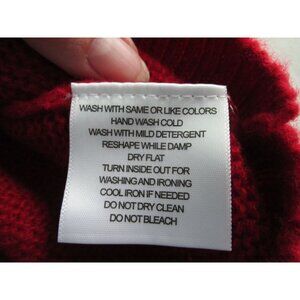 WASH WITH SAME OR LIKE COLORS
HAND WASH COLD
WASH WITH MILD DETERGENT
RESHAPE WHILE DAMP
DRY FLAT
TURN INSIDE OUT FOR
WASHING AND IRONING
COOL IRON IF NEEDED
DO NOT DRY CLEAN
DO NOT BLEACH